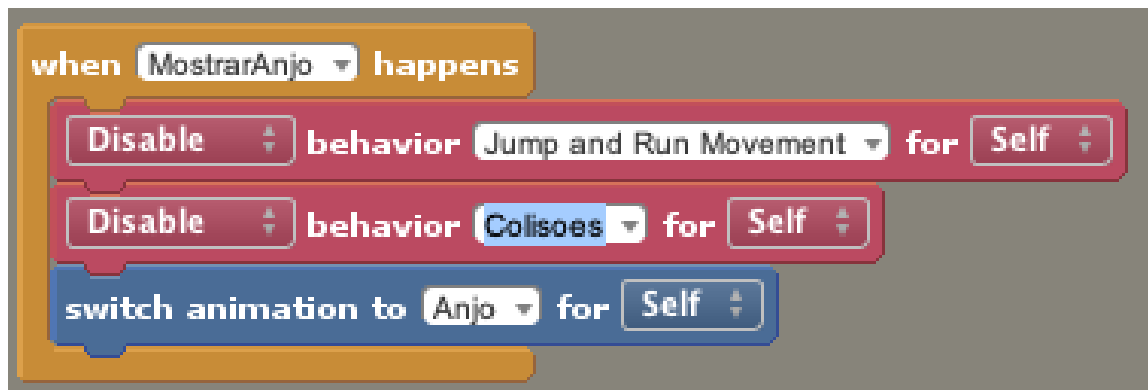 when MostrarAnjo happens
Disable behavior Jump and Run Movement for Self
Disable behavior Colisoes for Self
switch animation to Anjo for Self